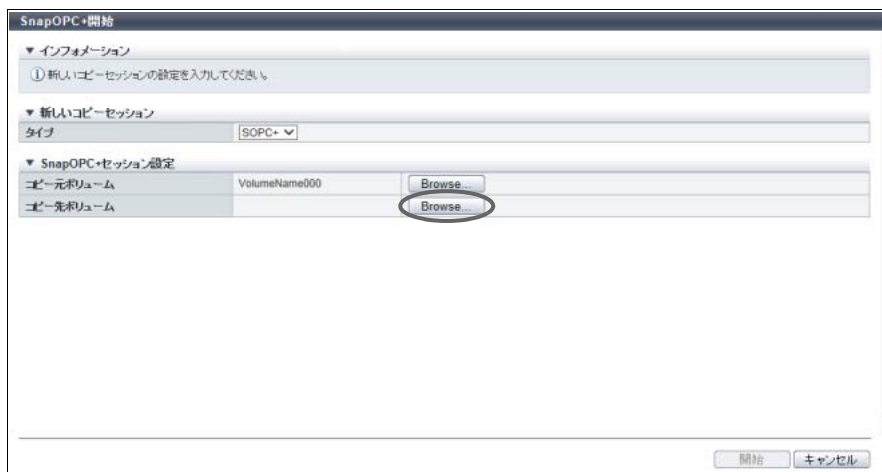 SnapOPC+開始
▼ インフォメーション
新しいコピーセッションの設定を入力してください。
▼ 新しいコピーセッション
タイプ SOPC+
▼ SnapOPC+セッション設定
コピー元ボリューム VolumeName000 Browse...
コピー先ボリューム Browse...
開始 キャンセル